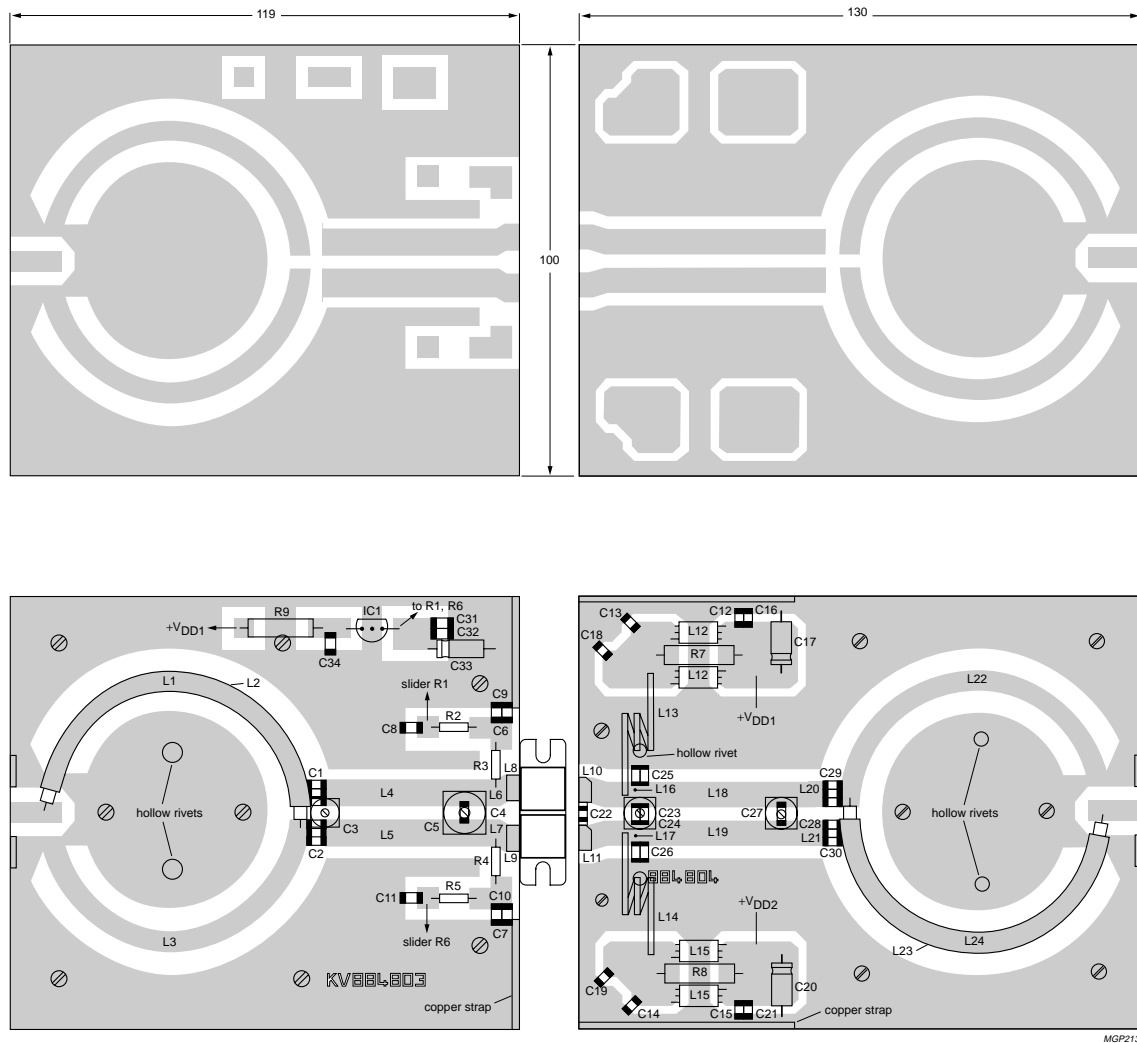 119
130
100
R9
IC1
to R1, R6
+VDD1
C31
C32
C34
C33
L1
L2
slider R1
C9
C8
R2
C6
hollow rivets
R3
L8
C1
L4
L6
C3
C5
C4
L5
L7
C2
R4
L9
C11
R5
C10
L3
slider R6
C7
KV884803
copper strap
C13
C12
C16
C18
L12
R7
C17
L12
L22
L13
+VDD1
hollow rivet
L10
C25
C29
L16
L18
L20
C22
C23
C27
C28
hollow rivets
C24
L17
L19
L21
L11
C26
C30
884804
L14
+VDD2
L15
L23
L24
R8
C19
L15
C20
C14
C15
C21
copper strap
MGP213